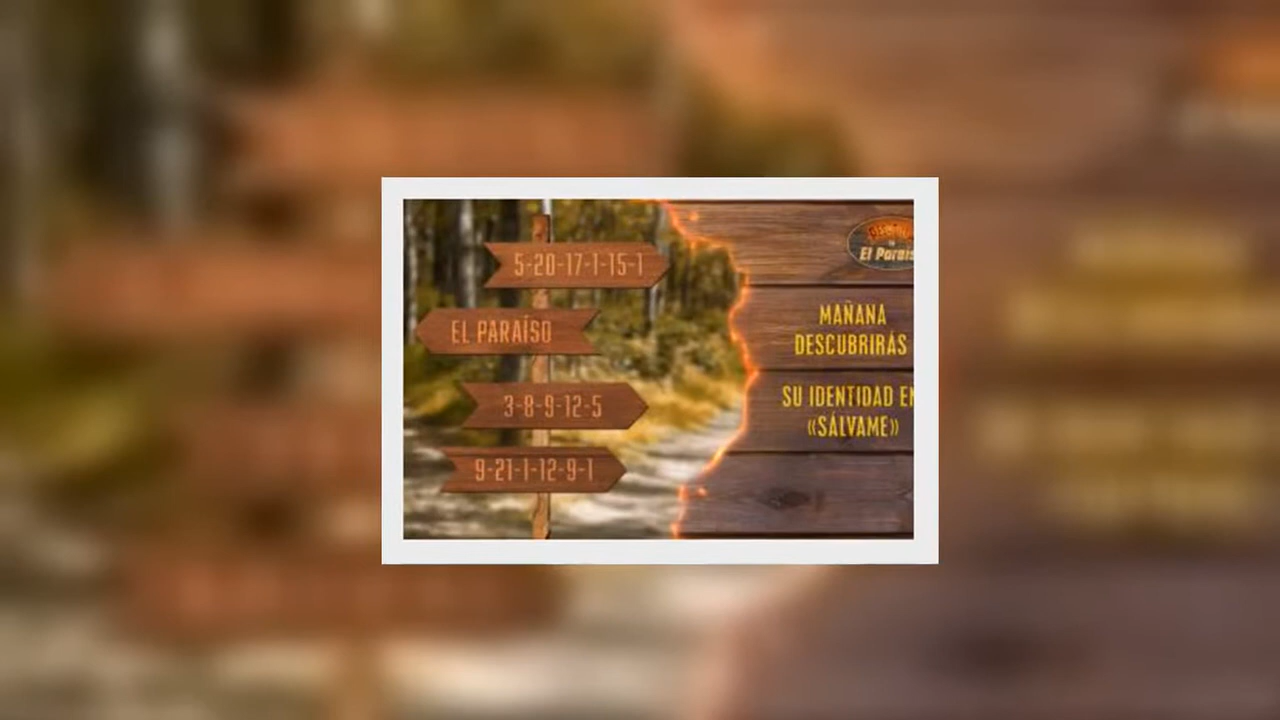 5-20-17-1-15-1
EL PARAÍSO
3-8-9-12-5
9-21-1-12-9-1
El Paraís
MAÑANA
DESCUBRIRÁS
SU IDENTIDAD EN
«SÁLVAME»